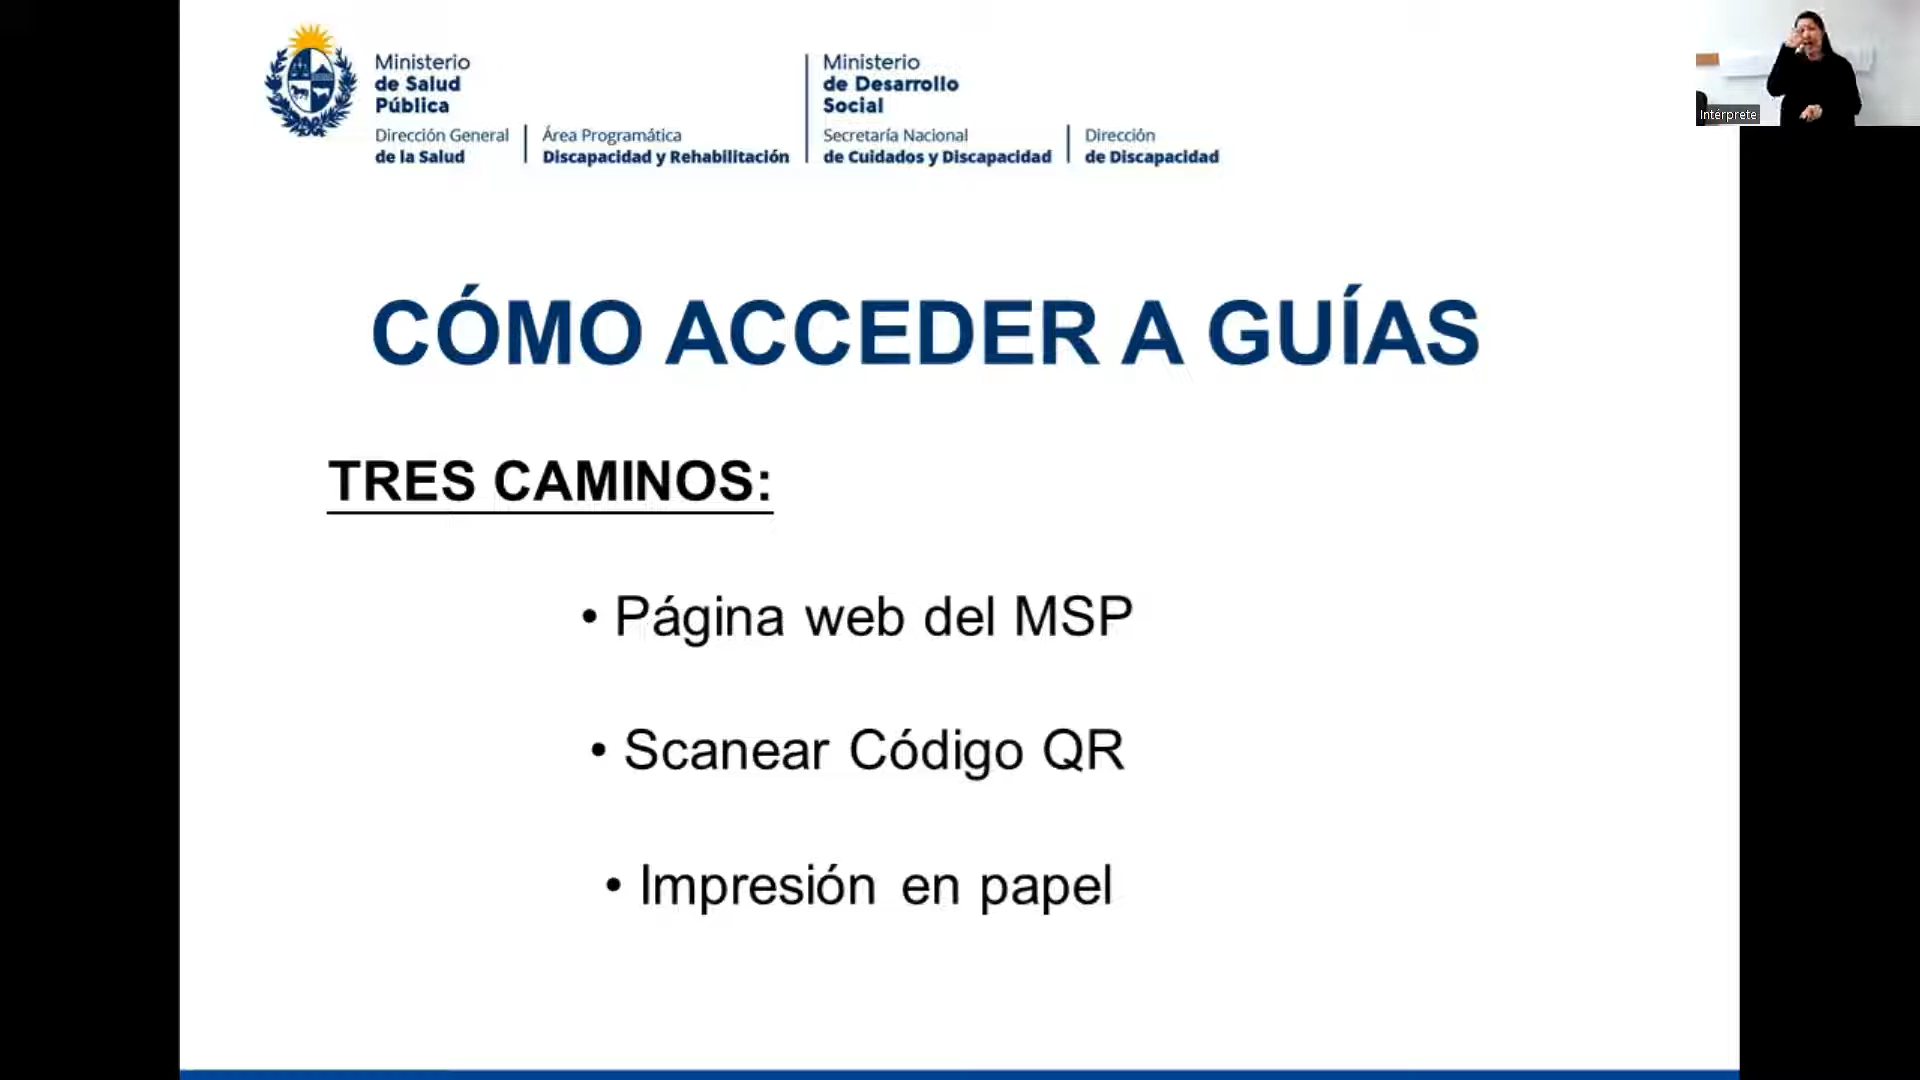 Ministerio
de Salud
Pública
Dirección General
de la Salud
Área Programática
Discapacidad y Rehabilitación
Ministerio
de Desarrollo
Social
Secretaría Nacional
de Cuidados y Discapacidad
Dirección
de Discapacidad
Intérprete
CÓMO ACCEDER A GUÍAS
TRES CAMINOS:
• Página web del MSP
• Scanear Código QR
• Impresión en papel